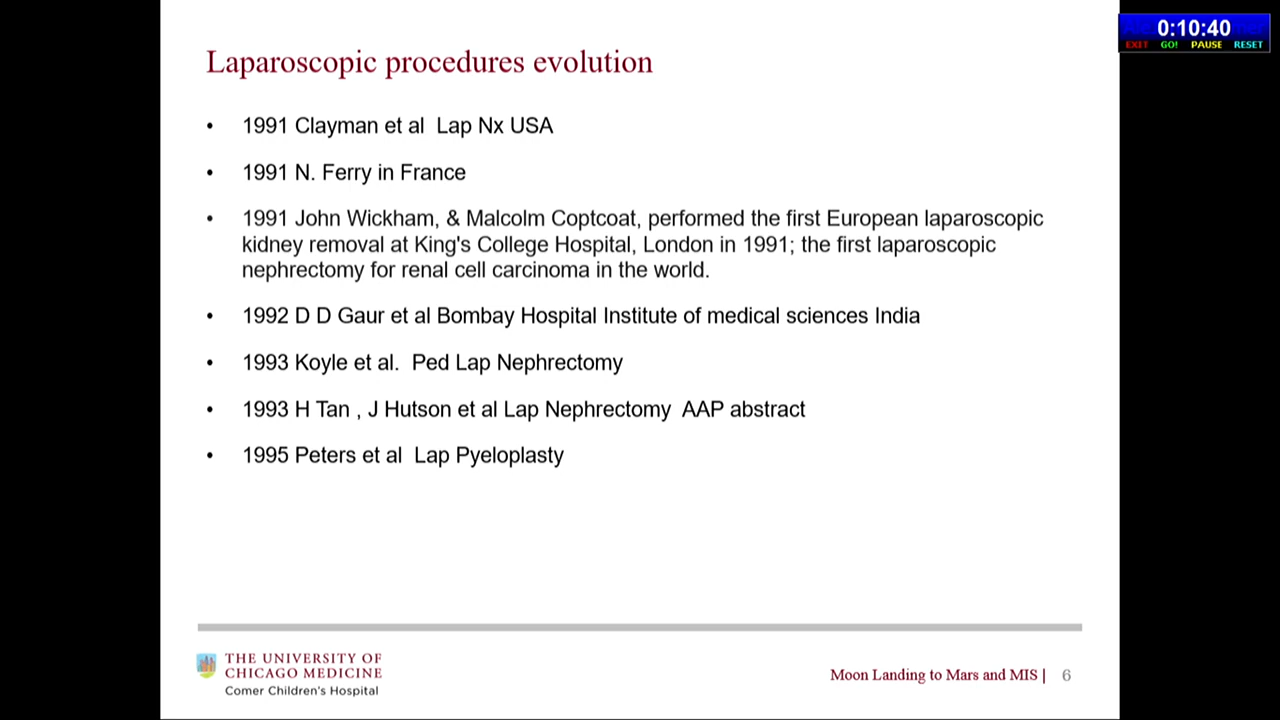 0:10:40
EXIT GO! PAUSE RESET
Laparoscopic procedures evolution
• 1991 Clayman et al Lap Nx USA
• 1991 N. Ferry in France
• 1991 John Wickham, & Malcolm Coptcoat, performed the first European laparoscopic
kidney removal at King's College Hospital, London in 1991; the first laparoscopic
nephrectomy for renal cell carcinoma in the world.
• 1992 D D Gaur et al Bombay Hospital Institute of medical sciences India
• 1993 Koyle et al. Ped Lap Nephrectomy
• 1993 H Tan , J Hutson et al Lap Nephrectomy AAP abstract
• 1995 Peters et al Lap Pyeloplasty
THE UNIVERSITY OF
CHICAGO MEDICINE
Comer Children's Hospital
Moon Landing to Mars and MIS | 6